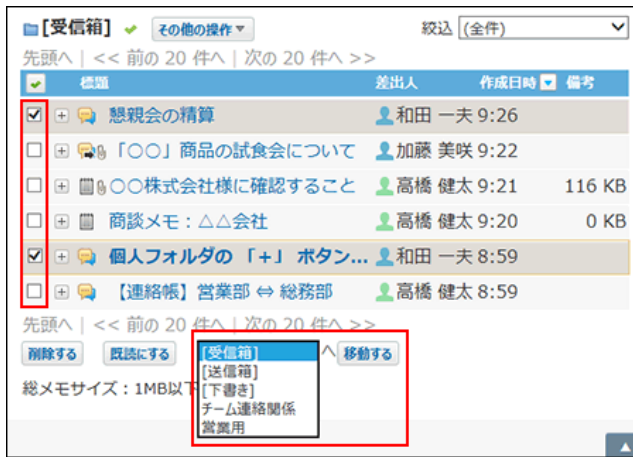 [受信箱] その他の操作▼ 絞込 (全件)
先頭へ | << 前の 20 件へ | 次の 20 件へ >>
標題 差出人 作成日時 備考
懇親会の精算 和田 一夫 9:26
「○○」商品の試食会について 加藤 美咲 9:22
○○株式会社様に確認すること 高橋 健太 9:21 116 KB
商談メモ：△△会社 高橋 健太 9:20 0 KB
個人フォルダの「+」ボタン... 和田 一夫 8:59
【連絡帳】営業部 ⇔ 総務部 高橋 健太 8:59
先頭へ | << 前の 20 件へ | 次の 20 件へ >>
削除する 既読にする [受信箱] へ 移動する
[送信箱]
総メモサイズ：1MB以下 [下書き]
チーム連絡関係
営業用